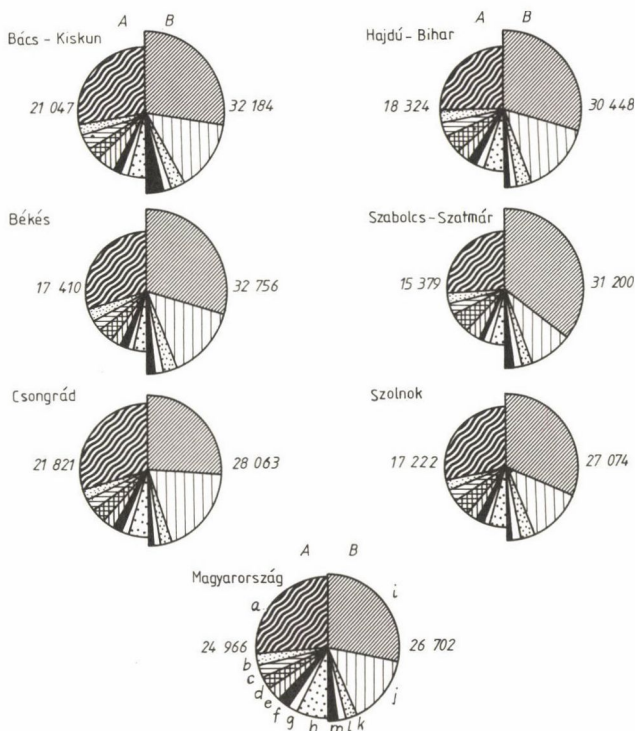 A B
Bács - Kiskun
21 047
32 184
A B
Hajdú - Bihar
18 324
30 448
Békés
17 410
32 756
Szabolcs-Szatmár
15 379
31 200
Csongrád
21 821
28 063
Szolnok
17 222
27 074
A B
Magyarország
24 966
26 702
a
b
c
d
e
f
g
h
m
l
k
j
i